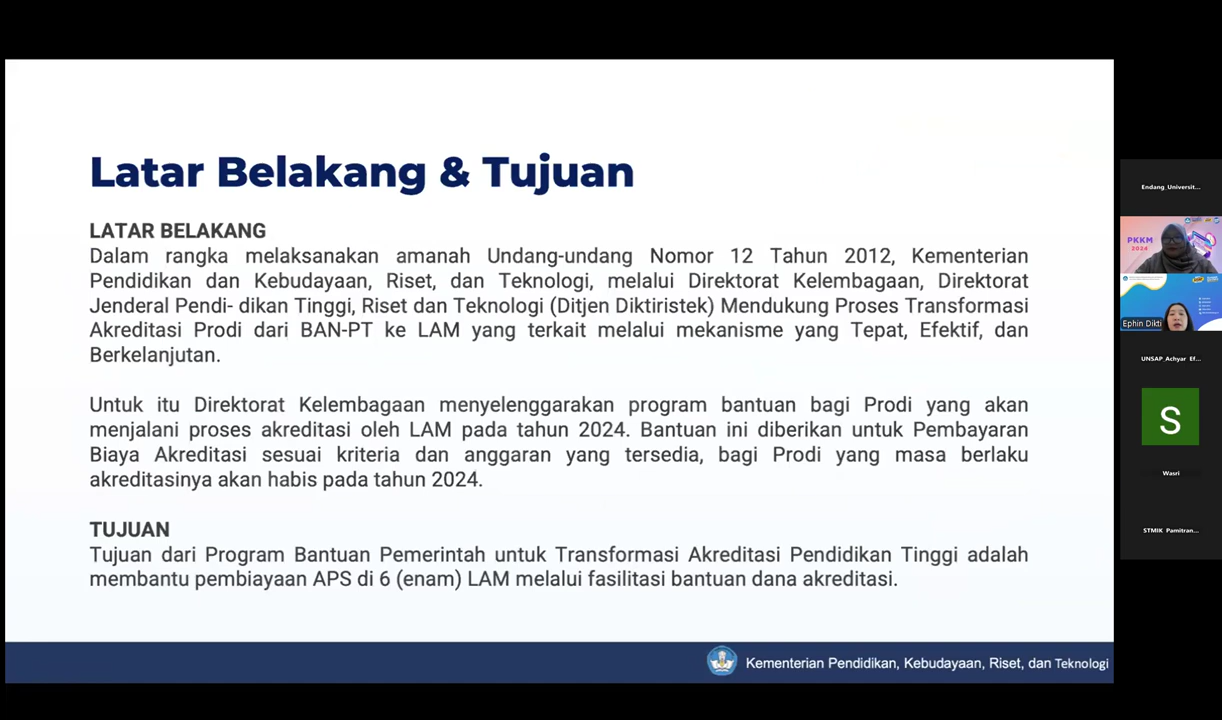 Latar Belakang & Tujuan
LATAR BELAKANG
Dalam rangka melaksanakan amanah Undang-undang Nomor 12 Tahun 2012, Kementerian
Pendidikan dan Kebudayaan, Riset, dan Teknologi, melalui Direktorat Kelembagaan, Direktorat
Jenderal Pendi- dikan Tinggi, Riset dan Teknologi (Ditjen Diktiristek) Mendukung Proses Transformasi
Akreditasi Prodi dari BAN-PT ke LAM yang terkait melalui mekanisme yang Tepat, Efektif, dan
Berkelanjutan.
Untuk itu Direktorat Kelembagaan menyelenggarakan program bantuan bagi Prodi yang akan
menjalani proses akreditasi oleh LAM pada tahun 2024. Bantuan ini diberikan untuk Pembayaran
Biaya Akreditasi sesuai kriteria dan anggaran yang tersedia, bagi Prodi yang masa berlaku
akreditasinya akan habis pada tahun 2024.
TUJUAN
Tujuan dari Program Bantuan Pemerintah untuk Transformasi Akreditasi Pendidikan Tinggi adalah
membantu pembiayaan APS di 6 (enam) LAM melalui fasilitasi bantuan dana akreditasi.
Kementerian Pendidikan, Kebudayaan, Riset, dan Teknologi
Endang_Universit...
PKKM
2024
Ephin Dikti
UNSAP_Achyar Ef...
S
Wasri
STMIK Pamitran...